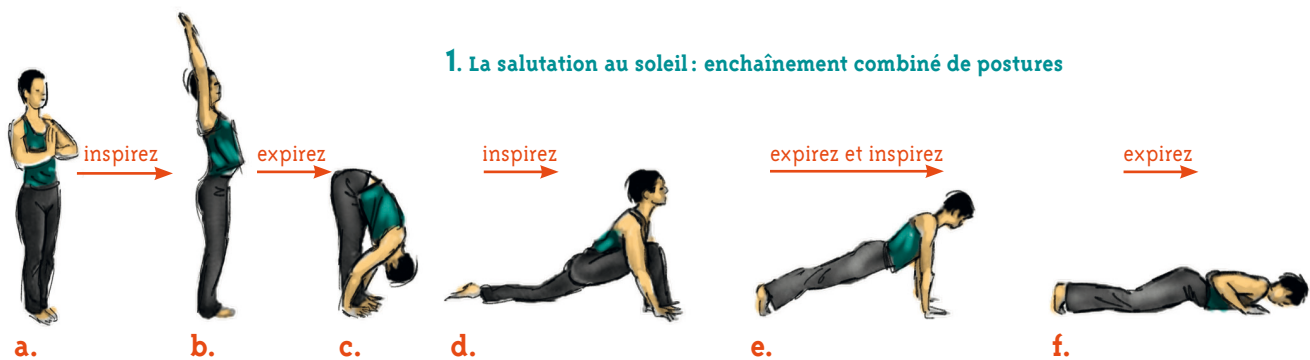 1. La salutation au soleil : enchaînement combiné de postures
inspirez
expirez
inspirez
expirez et inspirez
expirez
a.
b.
c.
d.
e.
f.